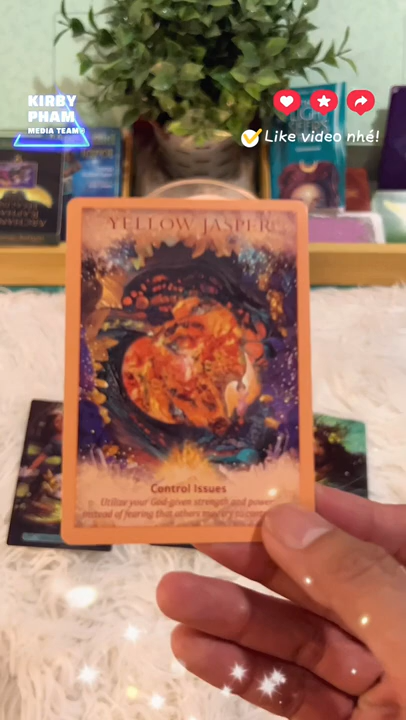 KIRBY
PHAM
MEDIA TEAM
Like video nhé!
YELLOW JASPER
Control Issues
Utilize your God-given strength and power
instead of fearing that others